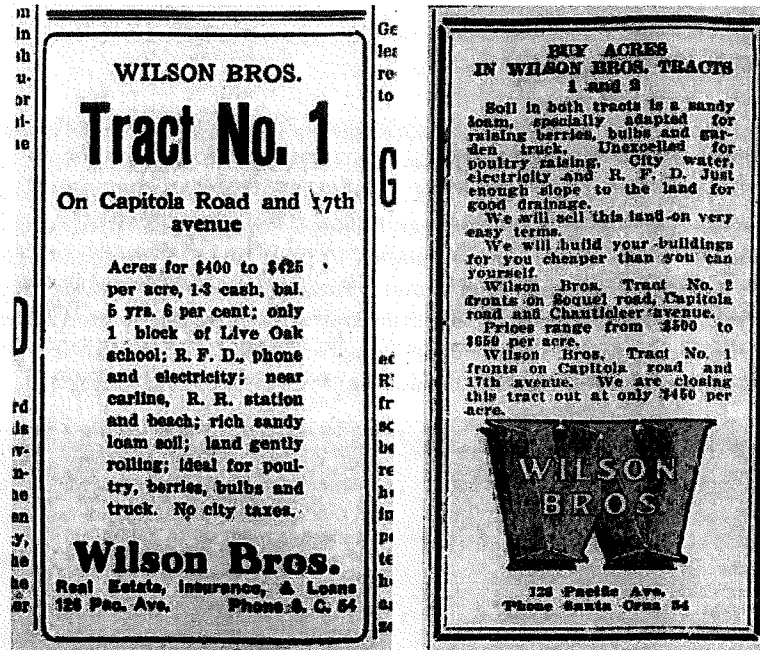 WILSON BROS.
Tract No. 1
On Capitola Road and 17th
avenue
Acres for $400 to $425
per acre, 1-3 cash, bal.
5 yrs. 6 per cent; only
1 block of Live Oak
school; R. F. D., phone
and electricity; near
carline, R. R. station
and beach; rich sandy
loam soil; land gently
rolling; ideal for poul-
try, berries, bulbs and
truck. No city taxes.
Wilson Bros.
Real Estate, Insurance, & Loans
126 Pac. Ave. Phone S. C. 54
BUY ACRES
IN WILSON BROS. TRACTS
1 and 2
Soil in both tracts is a sandy
loam, specially adapted for
raising berries, bulbs and gar-
den truck. Unexcelled for
poultry raising. City water,
electricity and R. F. D. Just
enough slope to the land for
good drainage.
We will sell this land on very
easy terms.
We will build your buildings
for you cheaper than you can
yourself.
Wilson Bros. Tract No. 2
fronts on Soquel road, Capitola
road and Chanticleer avenue.
Prices range from $500 to
$650 per acre.
Wilson Bros. Tract No. 1
fronts on Capitola road and
17th avenue. We are closing
this tract out at only $450 per
acre.
WILSON
BROS
126 Pacific Ave.
Phone Santa Cruz 54